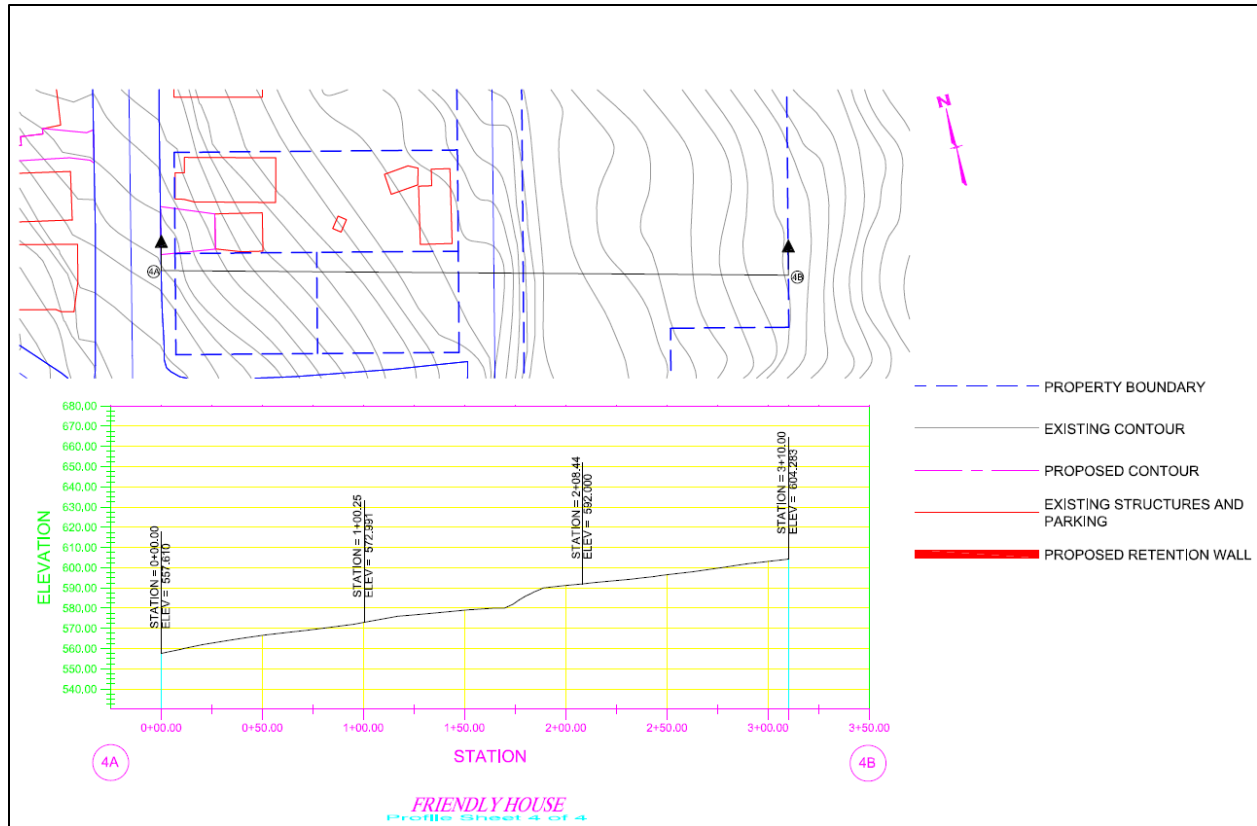 N
4A
4B
PROPERTY BOUNDARY
EXISTING CONTOUR
PROPOSED CONTOUR
EXISTING STRUCTURES AND
PARKING
PROPOSED RETENTION WALL
680.00
670.00
660.00
650.00
640.00
630.00
620.00
610.00
600.00
590.00
580.00
570.00
560.00
550.00
540.00
ELEVATION
STATION = 0+00.00
ELEV = 557.610
STATION = 1+00.25
ELEV = 572.991
STATION = 2+08.44
ELEV = 592.000
STATION = 3+10.00
ELEV = 604.283
0+00.00
0+50.00
1+00.00
1+50.00
2+00.00
2+50.00
3+00.00
3+50.00
4A
STATION
4B
FRIENDLY HOUSE
Profile Sheet 4 of 4